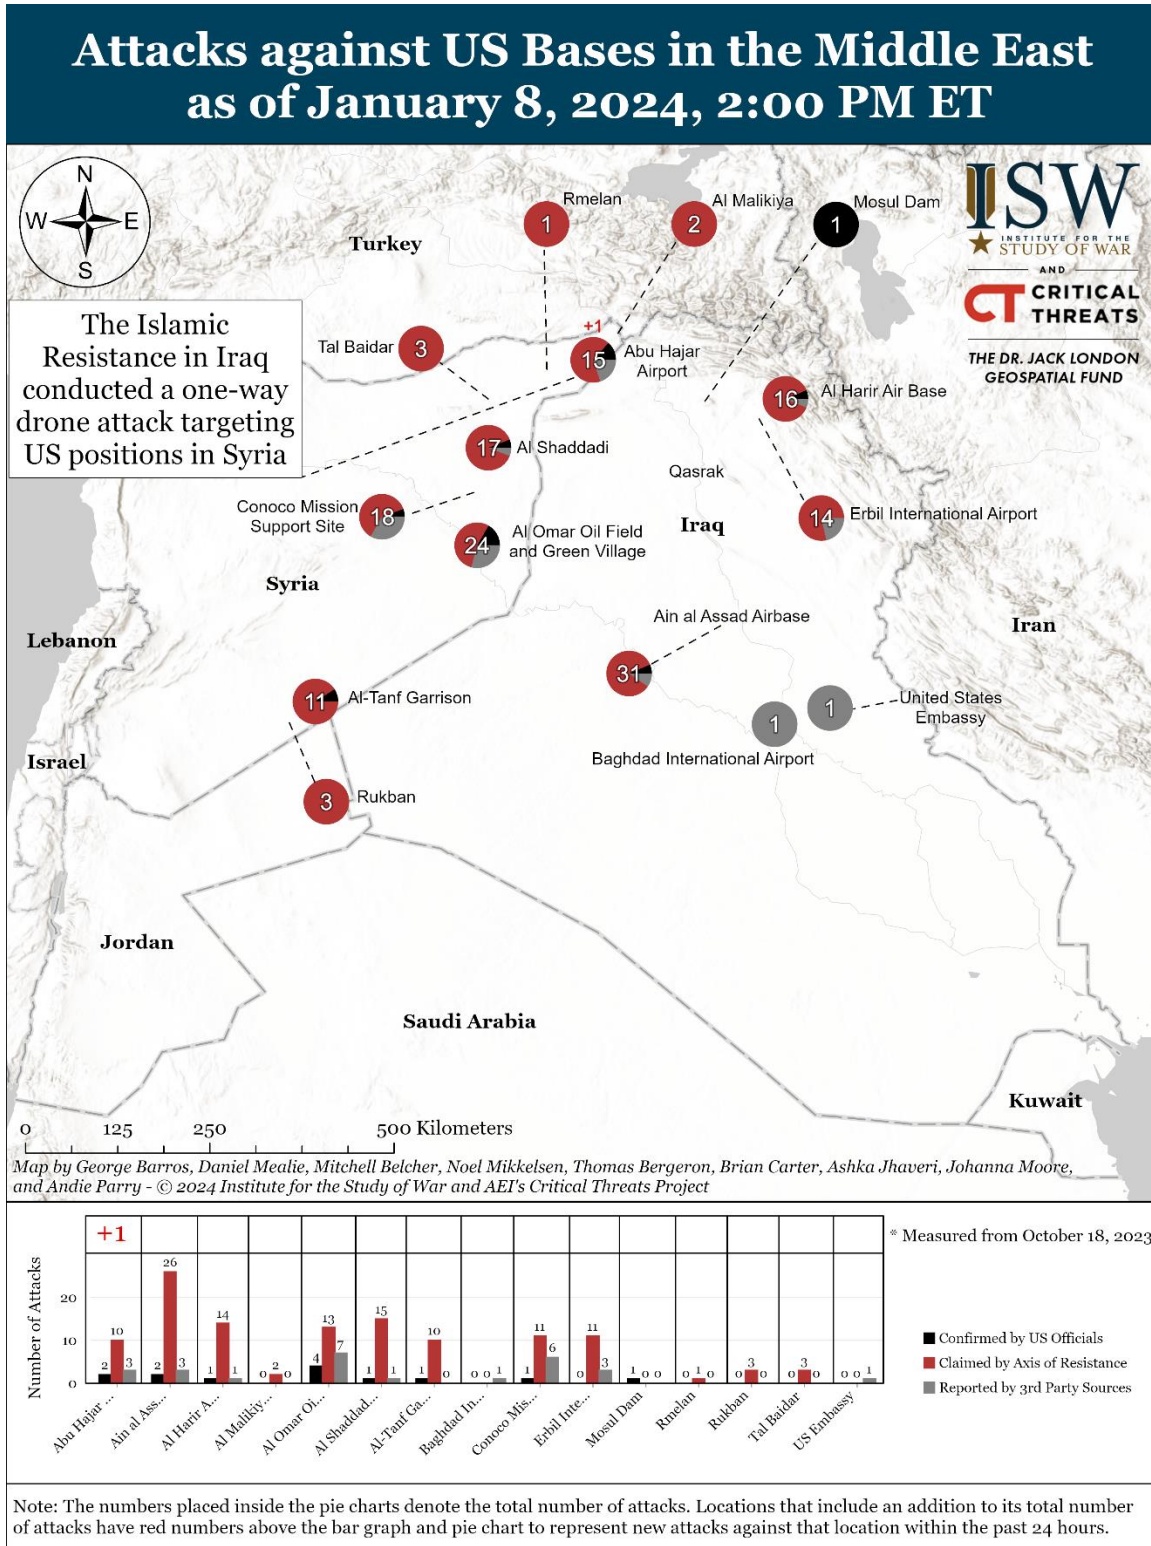 Attacks against US Bases in the Middle East
as of January 8, 2024, 2:00 PM ET
N
W
E
S
ISW
INSTITUTE FOR THE
STUDY OF WAR
AND
CT CRITICAL
THREATS
THE DR. JACK LONDON
GEOSPATIAL FUND
The Islamic
Resistance in Iraq
conducted a one-way
drone attack targeting
US positions in Syria
Turkey
Rmelan
1
Al Malikiya
2
Mosul Dam
1
Tal Baidar
3
+1
15
Abu Hajar
Airport
16
Al Harir Air Base
17
Al Shaddadi
Qasrak
Conoco Mission
Support Site
18
24
Al Omar Oil Field
and Green Village
Iraq
14
Erbil International Airport
Syria
Lebanon
Ain al Assad Airbase
31
Iran
11
Al-Tanf Garrison
1
United States
Embassy
1
Baghdad International Airport
Israel
3
Rukban
Jordan
Saudi Arabia
Kuwait
0 125 250 500 Kilometers
Map by George Barros, Daniel Mealie, Mitchell Belcher, Noel Mikkelsen, Thomas Bergeron, Brian Carter, Ashka Jhaveri, Johanna Moore,
and Andie Parry - © 2024 Institute for the Study of War and AEI's Critical Threats Project
+1
* Measured from October 18, 2023
Number of Attacks
20
10
0
2 10 3
2 26 3
1 14 1
0 2 0
4 13 7
1 15 1
1 10 0
0 0 1
1 11 6
0 11 3
1 0 0
0 1 0
0 3 0
0 3 0
0 0 1
Abu Hajar ...
Ain al Ass...
Al Harir A...
Al Malikiy...
Al Omar Oi...
Al Shaddad...
Al-Tanf Ga...
Baghdad In...
Conoco Mis...
Erbil Inte...
Mosul Dam
Rmelan
Rukban
Tal Baidar
US Embassy
Confirmed by US Officials
Claimed by Axis of Resistance
Reported by 3rd Party Sources
Note: The numbers placed inside the pie charts denote the total number of attacks. Locations that include an addition to its total number
of attacks have red numbers above the bar graph and pie chart to represent new attacks against that location within the past 24 hours.